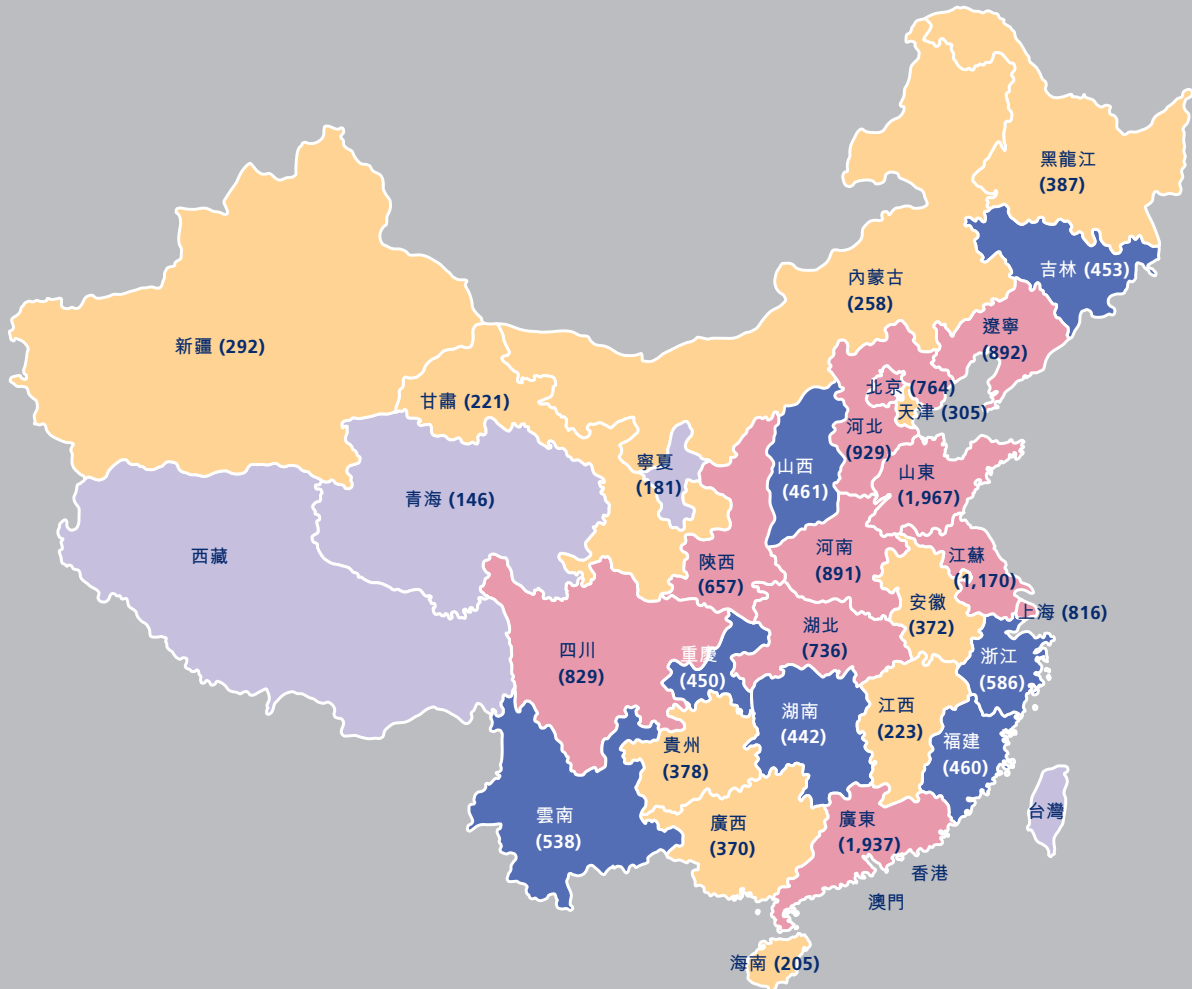 黑龍江
(387)
吉林 (453)
內蒙古
(258)
遼寧
(892)
新疆 (292)
北京 (764)
甘肅 (221)
天津 (305)
河北
(929)
寧夏
(181)
山西
(461)
山東
(1,967)
青海 (146)
西藏
陝西
(657)
河南
(891)
江蘇
(1,170)
安徽
(372)
上海 (816)
湖北
(736)
四川
(829)
重慶
(450)
浙江
(586)
湖南
(442)
江西
(223)
福建
(460)
貴州
(378)
雲南
(538)
廣西
(370)
廣東
(1,937)
台灣
香港
澳門
海南 (205)